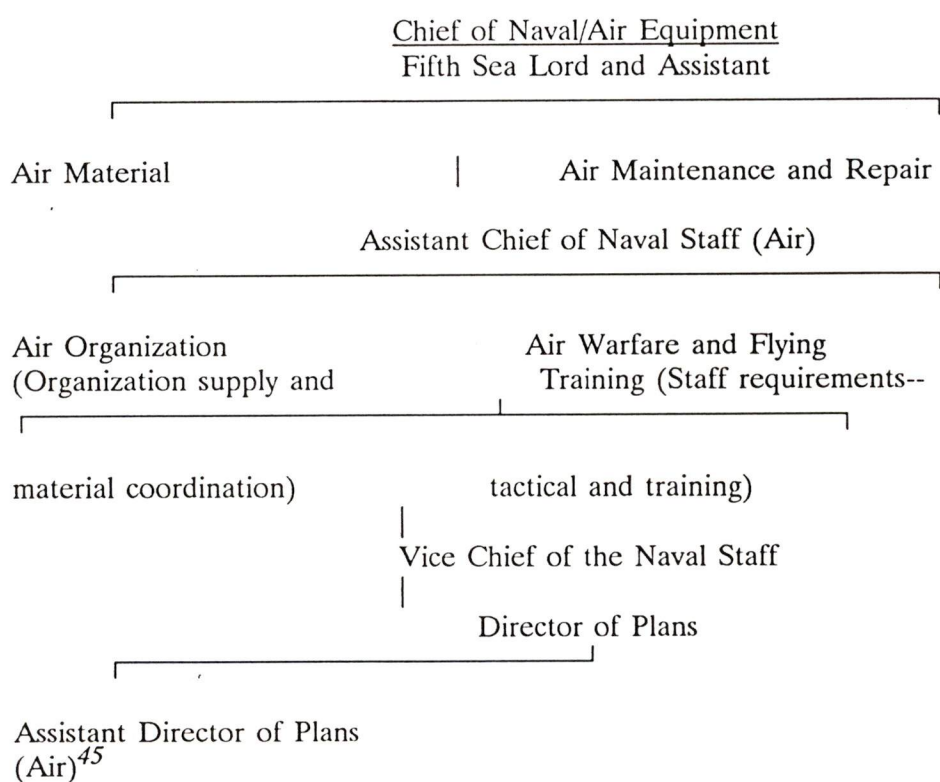 Chief of Naval/Air Equipment
Fifth Sea Lord and Assistant
Air Material
Air Maintenance and Repair
Assistant Chief of Naval Staff (Air)
Air Organization
(Organization supply and
Air Warfare and Flying
Training (Staff requirements--
material coordination)
tactical and training)
Vice Chief of the Naval Staff
Director of Plans
Assistant Director of Plans
(Air)45